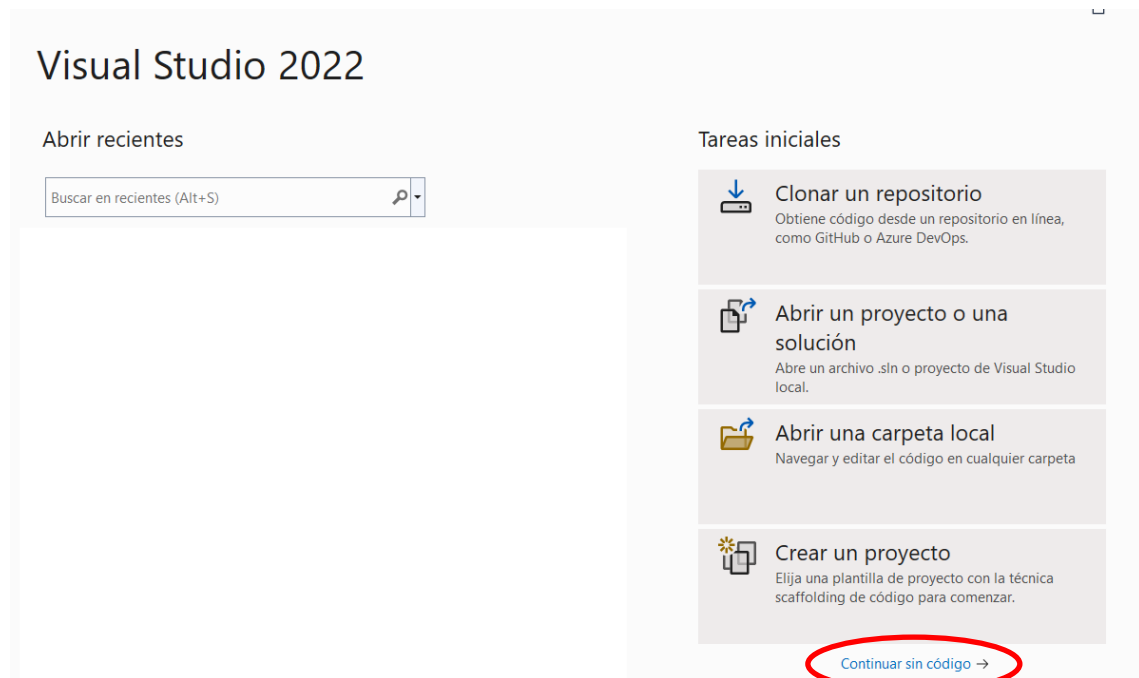 Visual Studio 2022
Abrir recientes
Buscar en recientes (Alt+S)
Tareas iniciales
Clonar un repositorio
Obtiene código desde un repositorio en línea,
como GitHub o Azure DevOps.
Abrir un proyecto o una
solución
Abre un archivo .sln o proyecto de Visual Studio
local.
Abrir una carpeta local
Navegar y editar el código en cualquier carpeta
Crear un proyecto
Elija una plantilla de proyecto con la técnica
scaffolding de código para comenzar.
Continuar sin código →